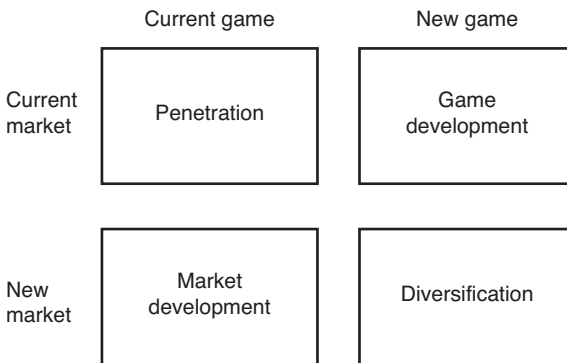 Current game
New game
Current
market
Penetration
Game
development
New
market
Market
development
Diversification